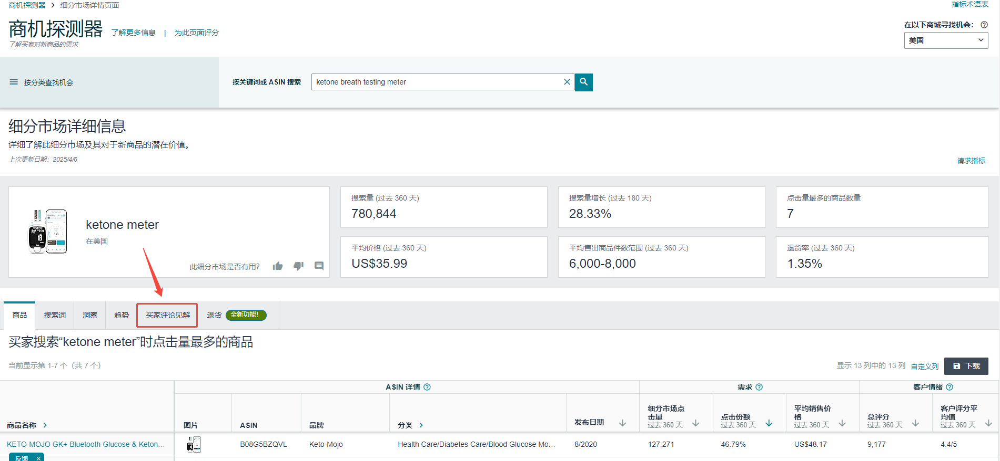 商机探测器 > 细分市场详情页面
指标术语表
商机探测器 了解更多信息 | 为此页面评分
了解买家对新商品的需求
在以下商城寻找机会：
美国
按分类查找机会
按关键词或 ASIN 搜索 ketone breath testing meter
细分市场详细信息
详细了解此细分市场及其对于新商品的潜在价值。
上次更新日期：2025/4/6
请求指标
ketone meter
在美国
此细分市场是否有用？
搜索量 (过去 360 天)
780,844
搜索量增长 (过去 180 天)
28.33%
点击量最多的商品数量
7
平均价格 (过去 360 天)
US$35.99
平均售出商品件数范围 (过去 360 天)
6,000-8,000
退货率 (过去 360 天)
1.35%
商品 搜索词 洞察 趋势 买家评论见解 退货 全新功能！
买家搜索“ketone meter”时点击量最多的商品
当前显示第 1-7 个（共 7 个）
显示 13 列中的 13 列 自定义列 下载
ASIN 详情 需求 客户情绪
商品名称 图片 ASIN 品牌 分类 发布日期
细分市场点
击量
过去 360 天
点击份额
过去 360 天
平均销售价
格
过去 360 天
总评分
过去 360 天
客户评分平
均值
过去 360 天
KETO-MOJO GK+ Bluetooth Glucose & Keton… B08G5BZQVL Keto-Mojo Health Care/Diabetes Care/Blood Glucose Mo… 8/2020 127,271 46.79% US$48.17 9,177 4.4/5
反馈 ×